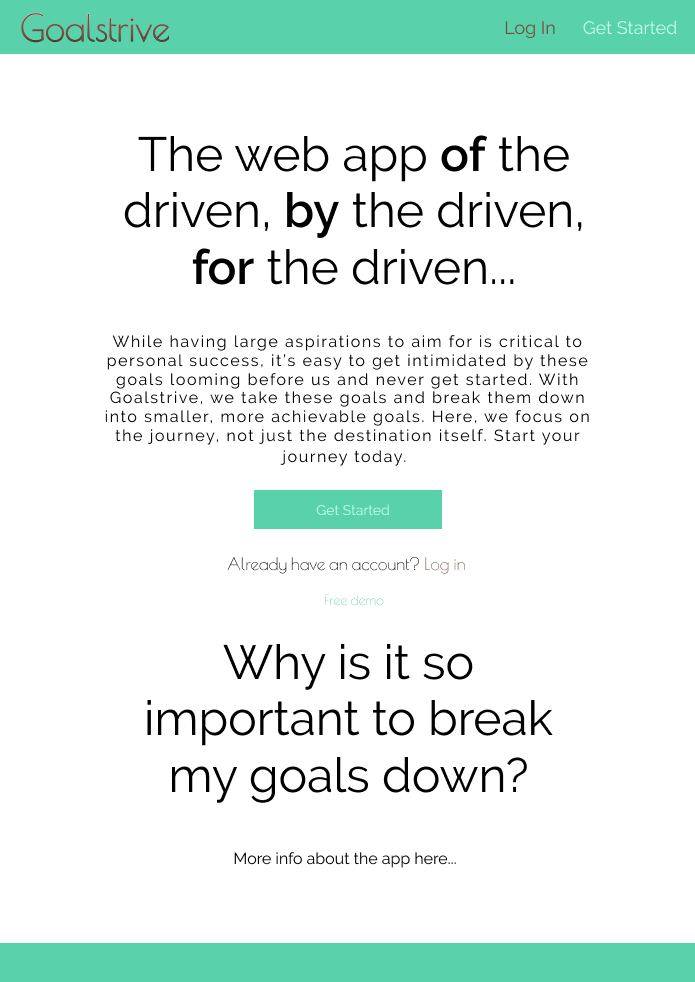 Goalstrive Log In Get Started
The web app of the
driven, by the driven,
for the driven...
While having large aspirations to aim for is critical to
personal success, it's easy to get intimidated by these
goals looming before us and never get started. With
Goalstrive, we take these goals and break them down
into smaller, more achievable goals. Here, we focus on
the journey, not just the destination itself. Start your
journey today.
Get Started
Already have an account? Log in
Free demo
Why is it so
important to break
my goals down?
More info about the app here...